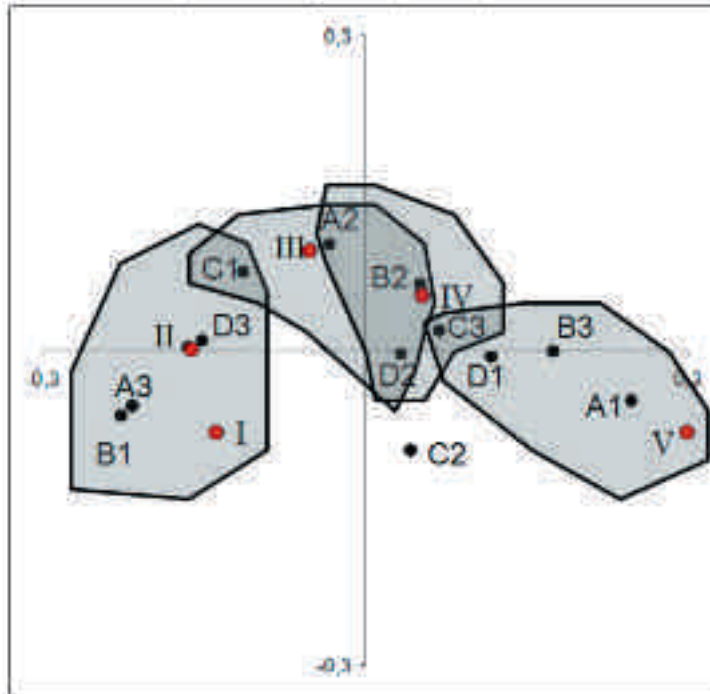 0,3
A2
III
C1
B2
IV
II
D3
C3
B3
D2
D1
0,3
0,3
A3
A1
B1
I
C2
V
-0,3